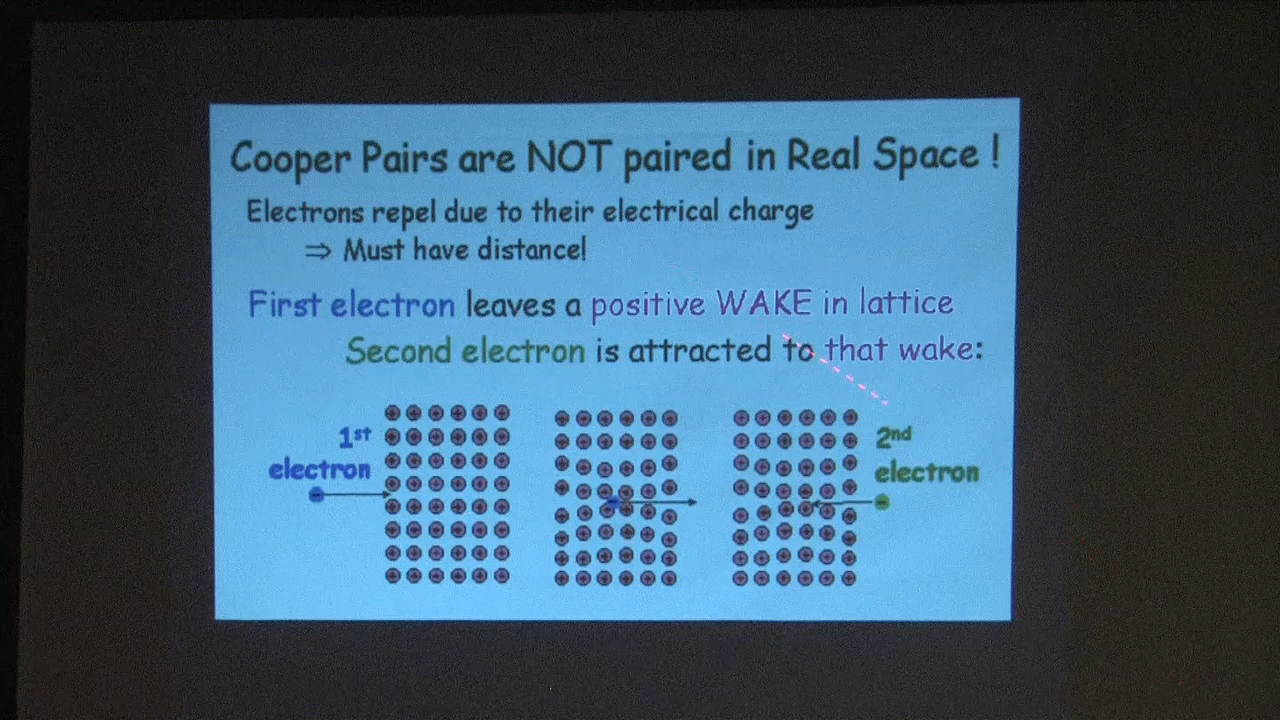 Cooper Pairs are NOT paired in Real Space !
Electrons repel due to their electrical charge
⇒ Must have distance!
First electron leaves a positive WAKE in lattice
Second electron is attracted to that wake:
1st
electron
2nd
electron